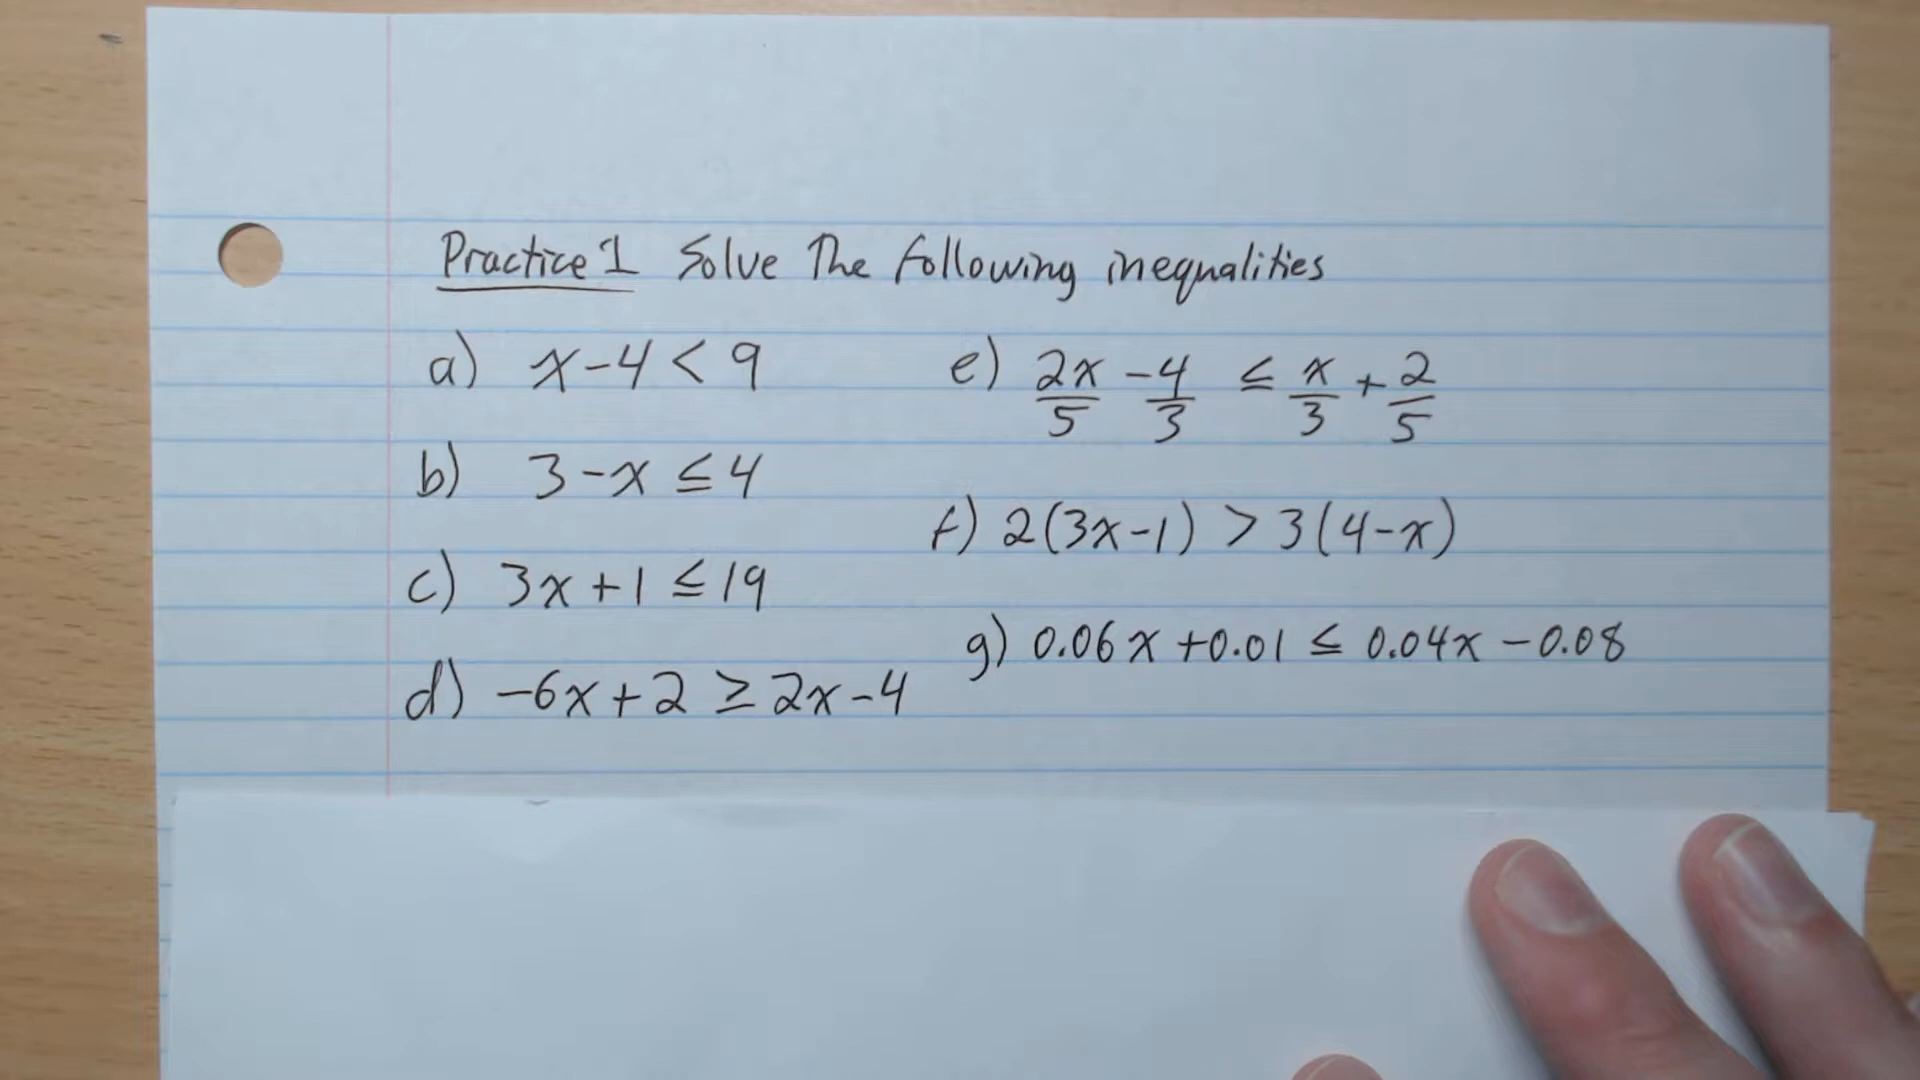 Practice 1 Solve The following inequalities
a) x-4 < 9
b) 3-x ≤ 4
c) 3x+1 ≤ 19
d) -6x+2 ≥ 2x-4
e) 2x/5 - 4/3 ≤ x/3 + 2/5
f) 2(3x-1) > 3(4-x)
g) 0.06x +0.01 ≤ 0.04x - 0.08